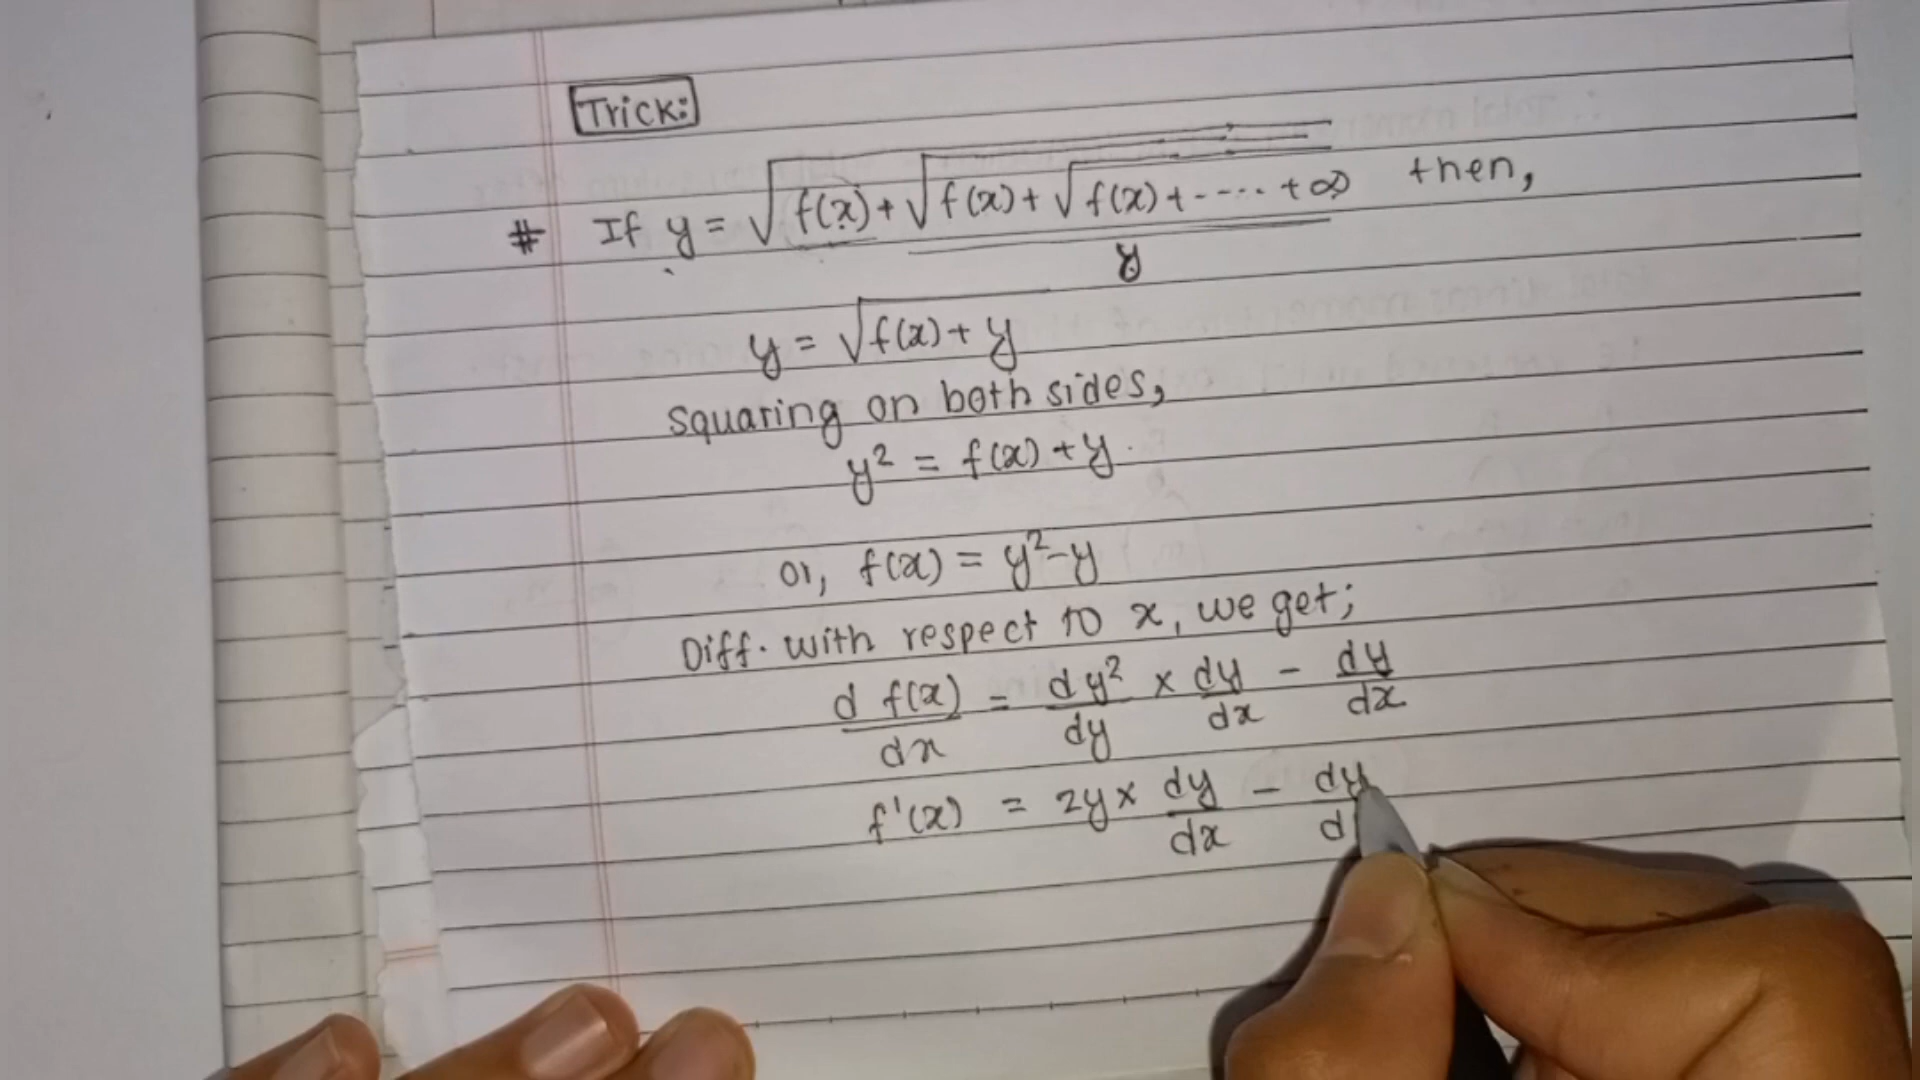 Trick:
# If y = √f(x) + √f(x) + √f(x) + - - - - + ∞ then,
y
y = √f(x) + y
squaring on both sides,
y² = f(x) + y.
or, f(x) = y² - y
Diff. with respect to x, we get;
d f(x)/dx = dy²/dy × dy/dx - dy/dx
f'(x) = 2y × dy/dx - dy/d